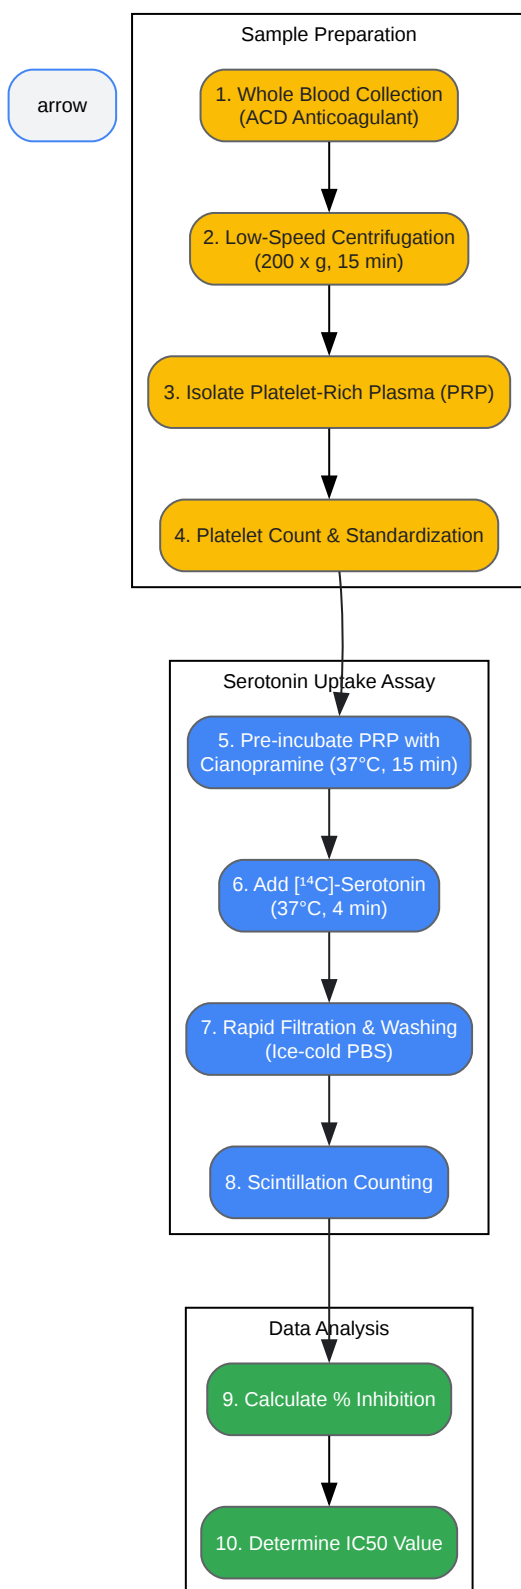 Sample Preparation
arrow
1. Whole Blood Collection
(ACD Anticoagulant)
2. Low-Speed Centrifugation
(200 x g, 15 min)
3. Isolate Platelet-Rich Plasma (PRP)
4. Platelet Count & Standardization
Serotonin Uptake Assay
5. Pre-incubate PRP with
Cianopramine (37°C, 15 min)
6. Add [¹⁴C]-Serotonin
(37°C, 4 min)
7. Rapid Filtration & Washing
(Ice-cold PBS)
8. Scintillation Counting
Data Analysis
9. Calculate % Inhibition
10. Determine IC50 Value